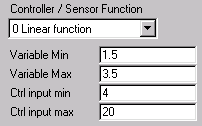 Controller / Sensor Function
0 Linear function
Variable Min 1.5
Variable Max 3.5
Ctrl input min 4
Ctrl input max 20